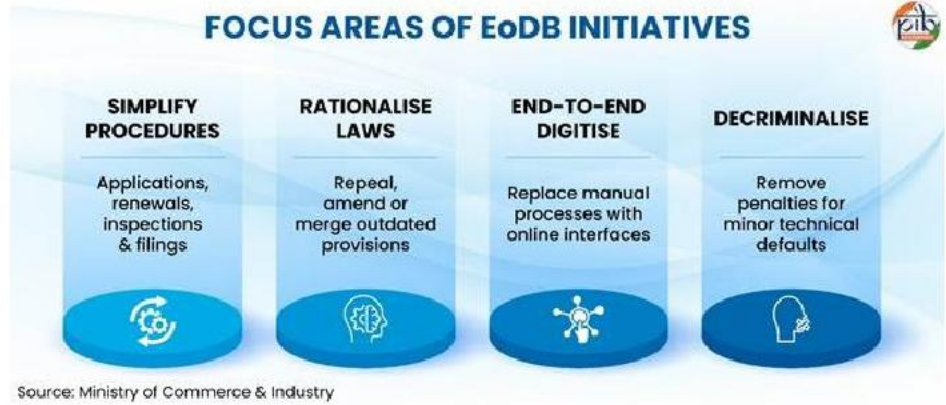 FOCUS AREAS OF EoDB INITIATIVES
pib
SIMPLIFY
PROCEDURES
Applications,
renewals,
inspections
& filings
RATIONALISE
LAWS
Repeal,
amend or
merge outdated
provisions
END-TO-END
DIGITISE
Replace manual
processes with
online interfaces
DECRIMINALISE
Remove
penalties for
minor technical
defaults
Source: Ministry of Commerce & Industry